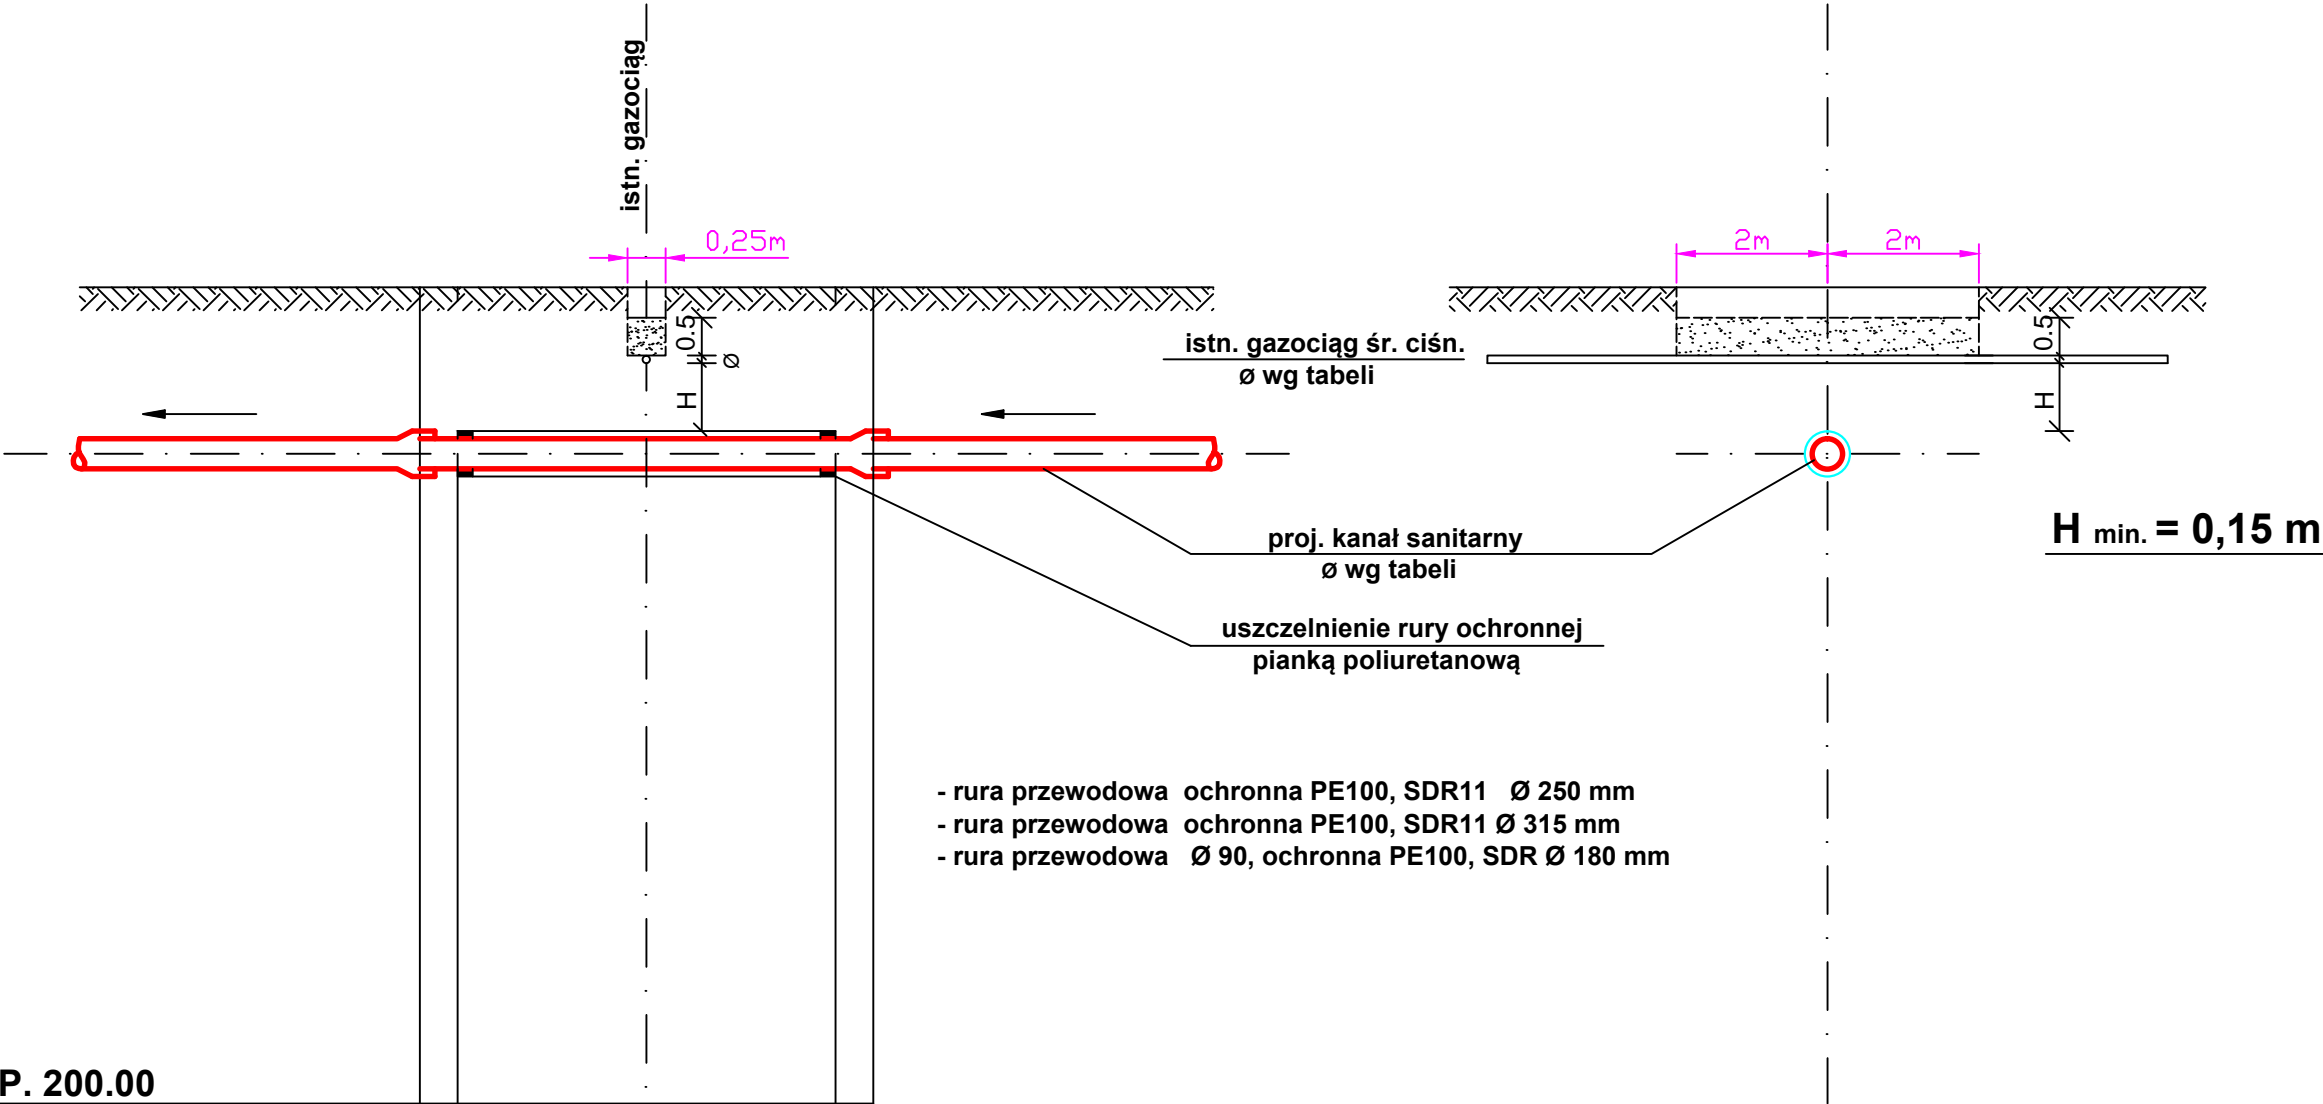 istn. gazociąg
0,25m
0.5
Ø
H
istn. gazociąg śr. ciśn.
ø wg tabeli
2m 2m
0.5
H
H min. = 0,15 m
proj. kanał sanitarny
ø wg tabeli
uszczelnienie rury ochronnej
pianką poliuretanową
- rura przewodowa ochronna PE100, SDR11 Ø 250 mm
- rura przewodowa ochronna PE100, SDR11 Ø 315 mm
- rura przewodowa Ø 90, ochronna PE100, SDR Ø 180 mm
P. 200.00